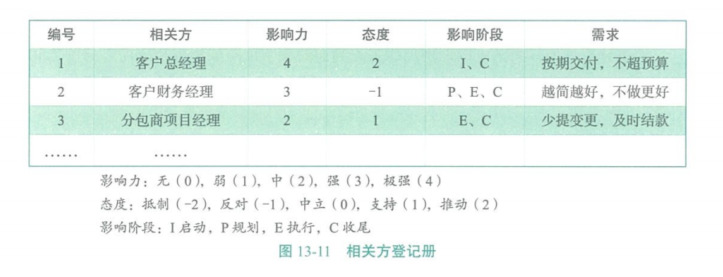 编号 相关方 影响力 态度 影响阶段 需求
1 客户总经理 4 2 I、C 按期交付，不超预算
2 客户财务经理 3 -1 P、E、C 越简越好，不做更好
3 分包商项目经理 2 1 E、C 少提变更，及时结款
…… ……
影响力：无（0），弱（1），中（2），强（3），极强（4）
态度：抵制（-2），反对（-1），中立（0），支持（1），推动（2）
影响阶段：I 启动，P 规划，E 执行，C 收尾
图 13-11 相关方登记册